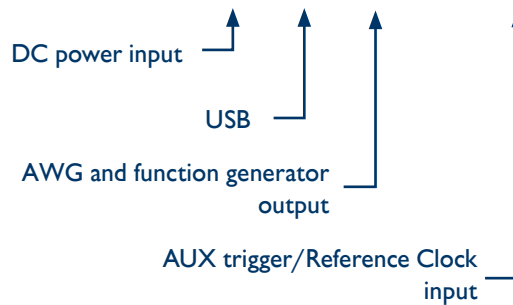 DC power input
USB
AWG and function generator
output
AUX trigger/Reference Clock
input